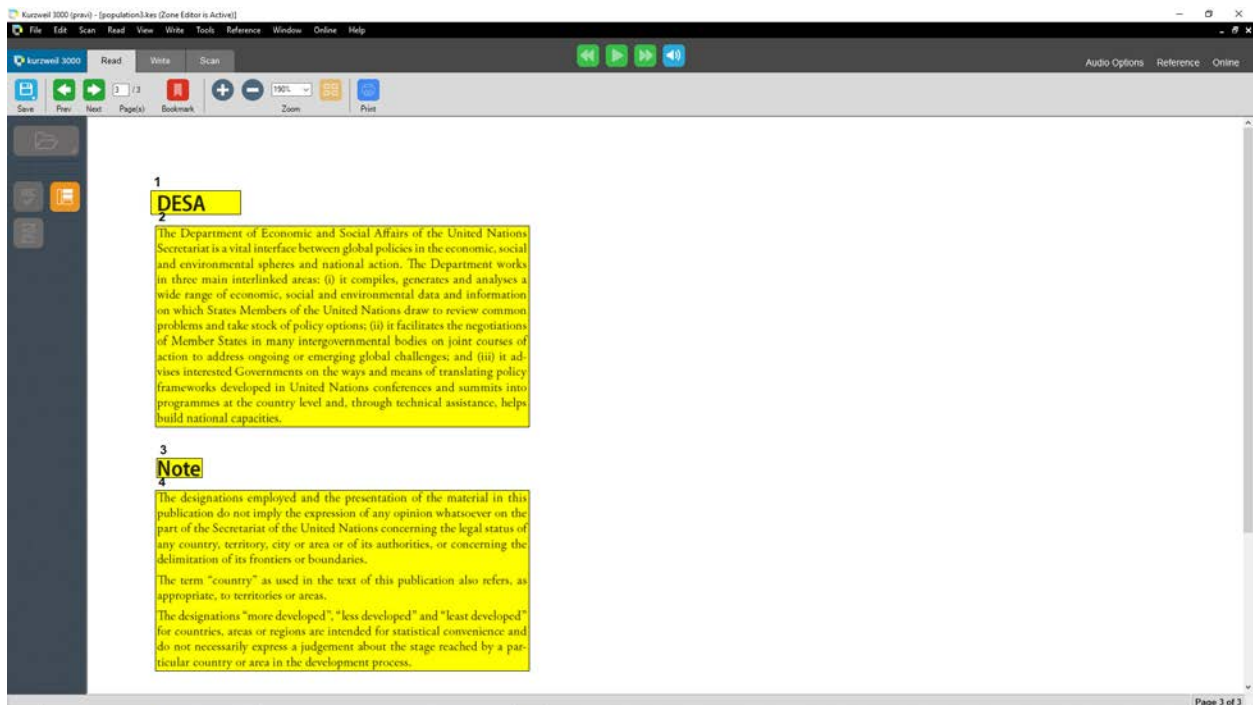 Kurzweil 3000 (pravi) - [population3.kes (Zone Editor is Active)]
File Edit Scan Read View Write Tools Reference Window Online Help
kurzweil 3000 Read Write Scan
Audio Options Reference Online
3 /3
190%
Save Prev Next Page(s) Bookmark Zoom Print
1
DESA
2
The Department of Economic and Social Affairs of the United Nations
Secretariat is a vital interface between global policies in the economic, social
and environmental spheres and national action. The Department works
in three main interlinked areas: (i) it compiles, generates and analyses a
wide range of economic, social and environmental data and information
on which States Members of the United Nations draw to review common
problems and take stock of policy options; (ii) it facilitates the negotiations
of Member States in many intergovernmental bodies on joint courses of
action to address ongoing or emerging global challenges; and (iii) it ad-
vises interested Governments on the ways and means of translating policy
frameworks developed in United Nations conferences and summits into
programmes at the country level and, through technical assistance, helps
build national capacities.
3
Note
4
The designations employed and the presentation of the material in this
publication do not imply the expression of any opinion whatsoever on the
part of the Secretariat of the United Nations concerning the legal status of
any country, territory, city or area or of its authorities, or concerning the
delimitation of its frontiers or boundaries.
The term “country” as used in the text of this publication also refers, as
appropriate, to territories or areas.
The designations “more developed”, “less developed” and “least developed”
for countries, areas or regions are intended for statistical convenience and
do not necessarily express a judgement about the stage reached by a par-
ticular country or area in the development process.
Page 3 of 3